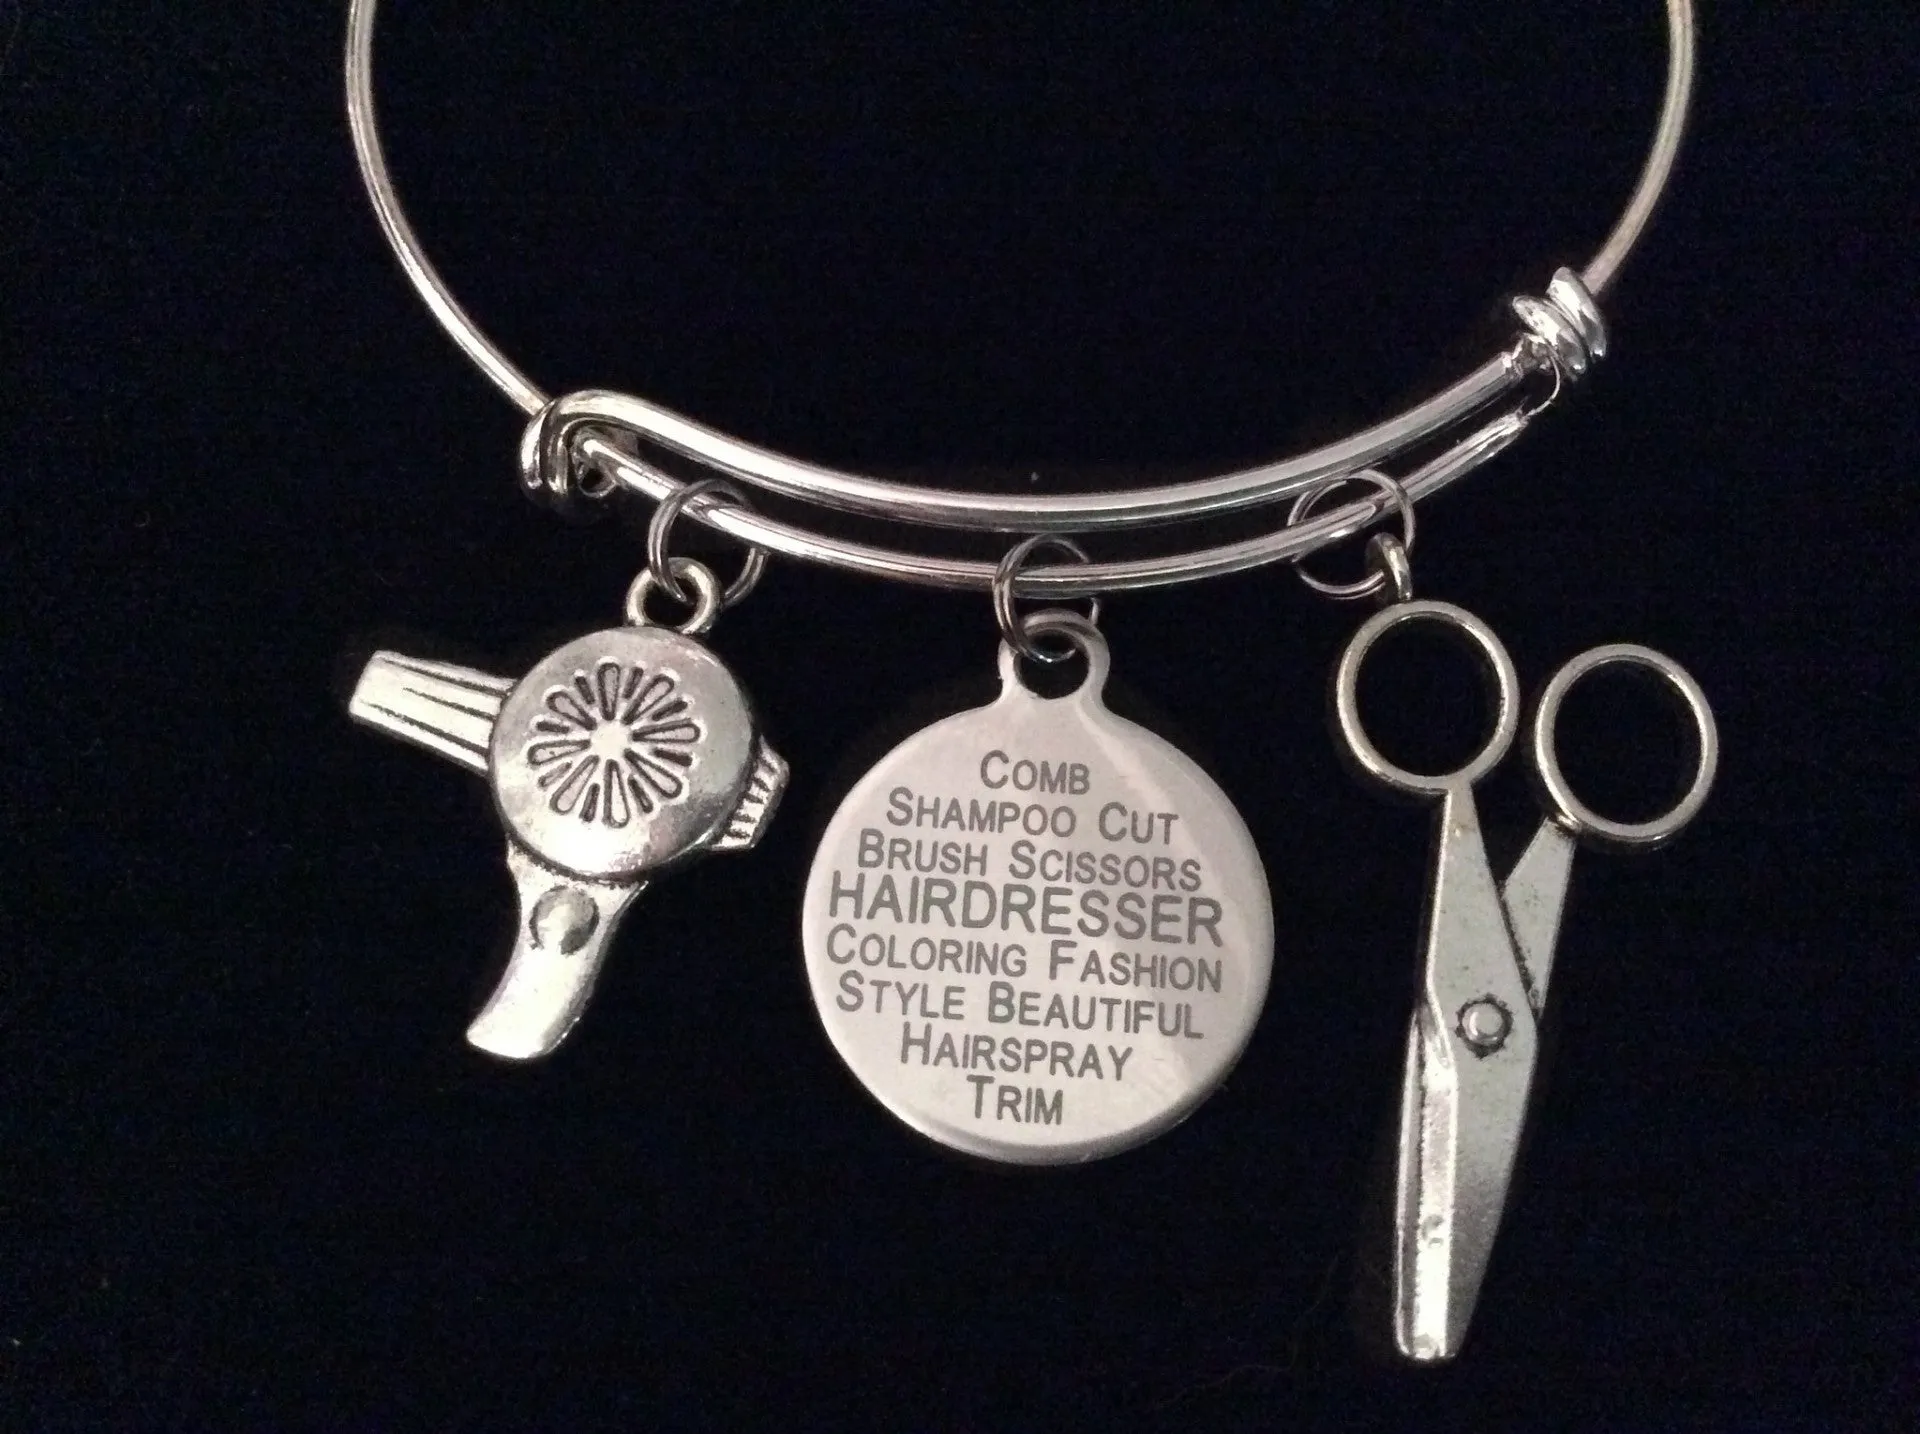 COMB
SHAMPOO CUT
BRUSH SCISSORS
HAIRDRESSER
COLORING FASHION
STYLE BEAUTIFUL
HAIRSPRAY
TRIM